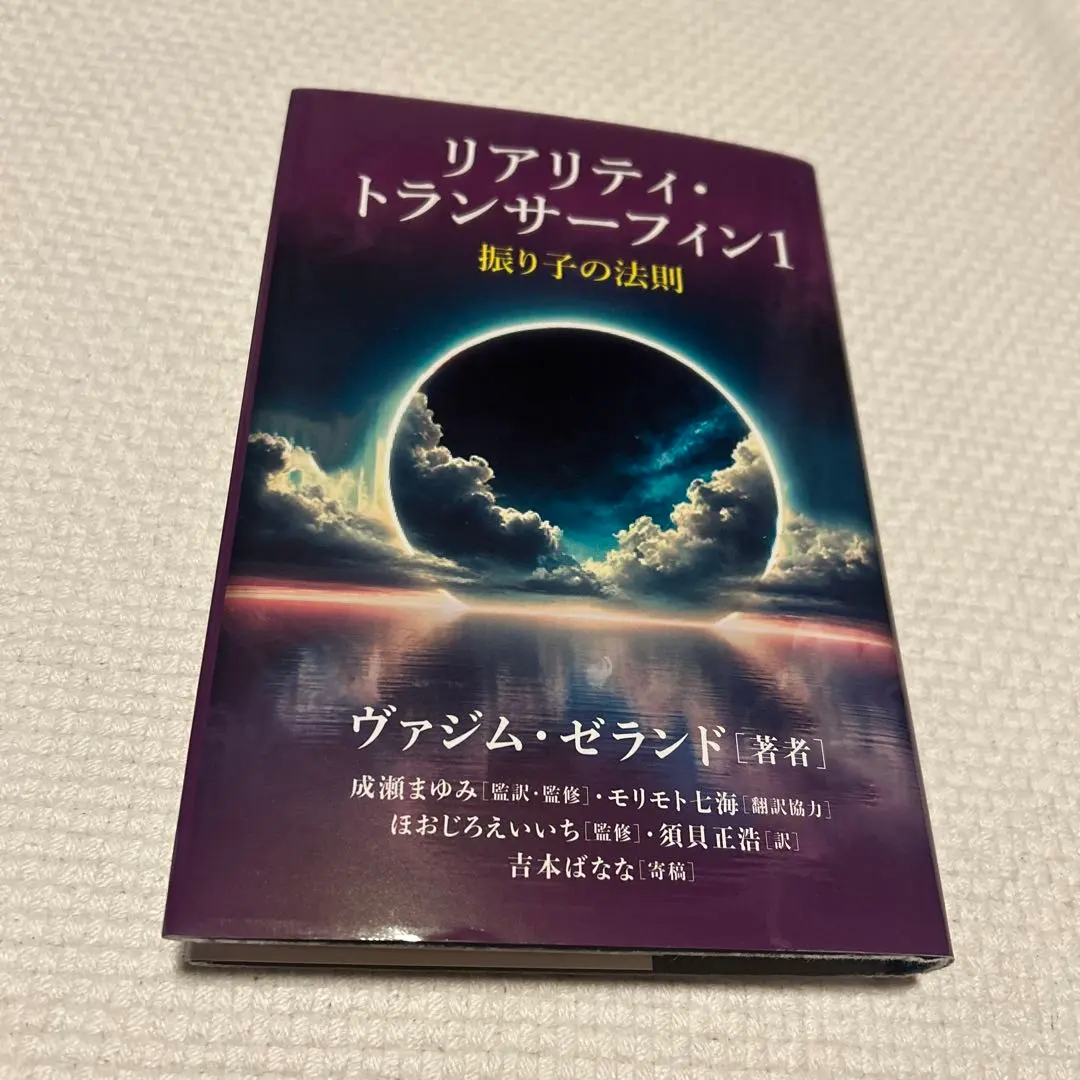 リアリティ・
トランサーフィン1
振り子の法則
ヴァジム・ゼランド[著者]
成瀬まゆみ[監訳・監修]・モリモト七海[翻訳協力]
ほおじろえいいち[監修]・須貝正浩[訳]
吉本ばなな[寄稿]